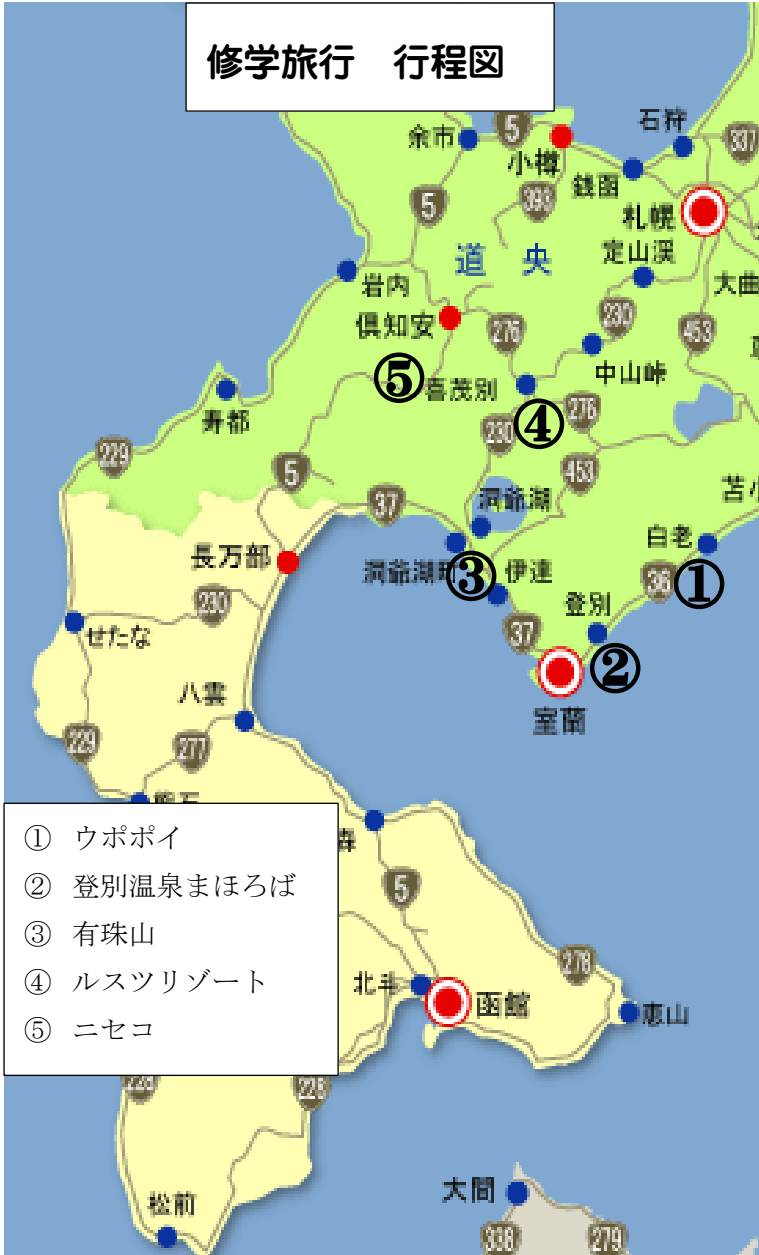 修学旅行　行程図
余市
5
小樽
石狩
337
銭函
393
札幌
5
道　央
定山渓
岩内
大曲
倶知安
276
230
453
⑤
喜茂別
中山峠
寿都
④
276
230
229
5
453
37
洞爺湖
苫小
白老
長万部
洞爺湖町
③
伊達
36
①
230
登別
せたな
37
②
八雲
室蘭
229
277
熊石
① ウポポイ
② 登別温泉まほろば
③ 有珠山
④ ルスツリゾート
⑤ ニセコ
森
5
278
北斗
函館
恵山
228
228
松前
大間
338
279